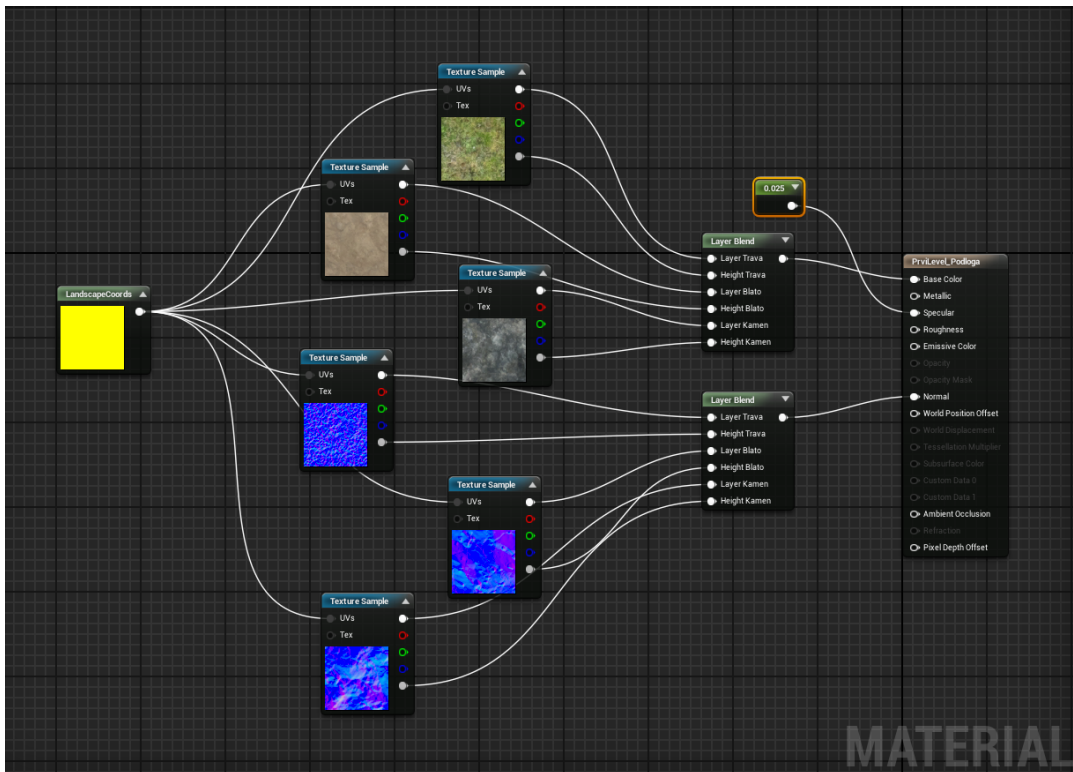 Texture Sample
UVs
Tex
Texture Sample
UVs
Tex
0.025
Layer Blend
Layer Trava
Height Trava
Layer Blato
Height Blato
Layer Kamen
Height Kamen
PrviLevel_Podloga
Base Color
Metallic
Specular
Roughness
Emissive Color
Opacity
Opacity Mask
Normal
World Position Offset
World Displacement
Tessellation Multiplier
Subsurface Color
Custom Data 0
Custom Data 1
Ambient Occlusion
Refraction
Pixel Depth Offset
Texture Sample
UVs
Tex
LandscapeCoords
Texture Sample
UVs
Tex
Layer Blend
Layer Trava
Height Trava
Layer Blato
Height Blato
Layer Kamen
Height Kamen
Texture Sample
UVs
Tex
Texture Sample
UVs
Tex
MATERIAL